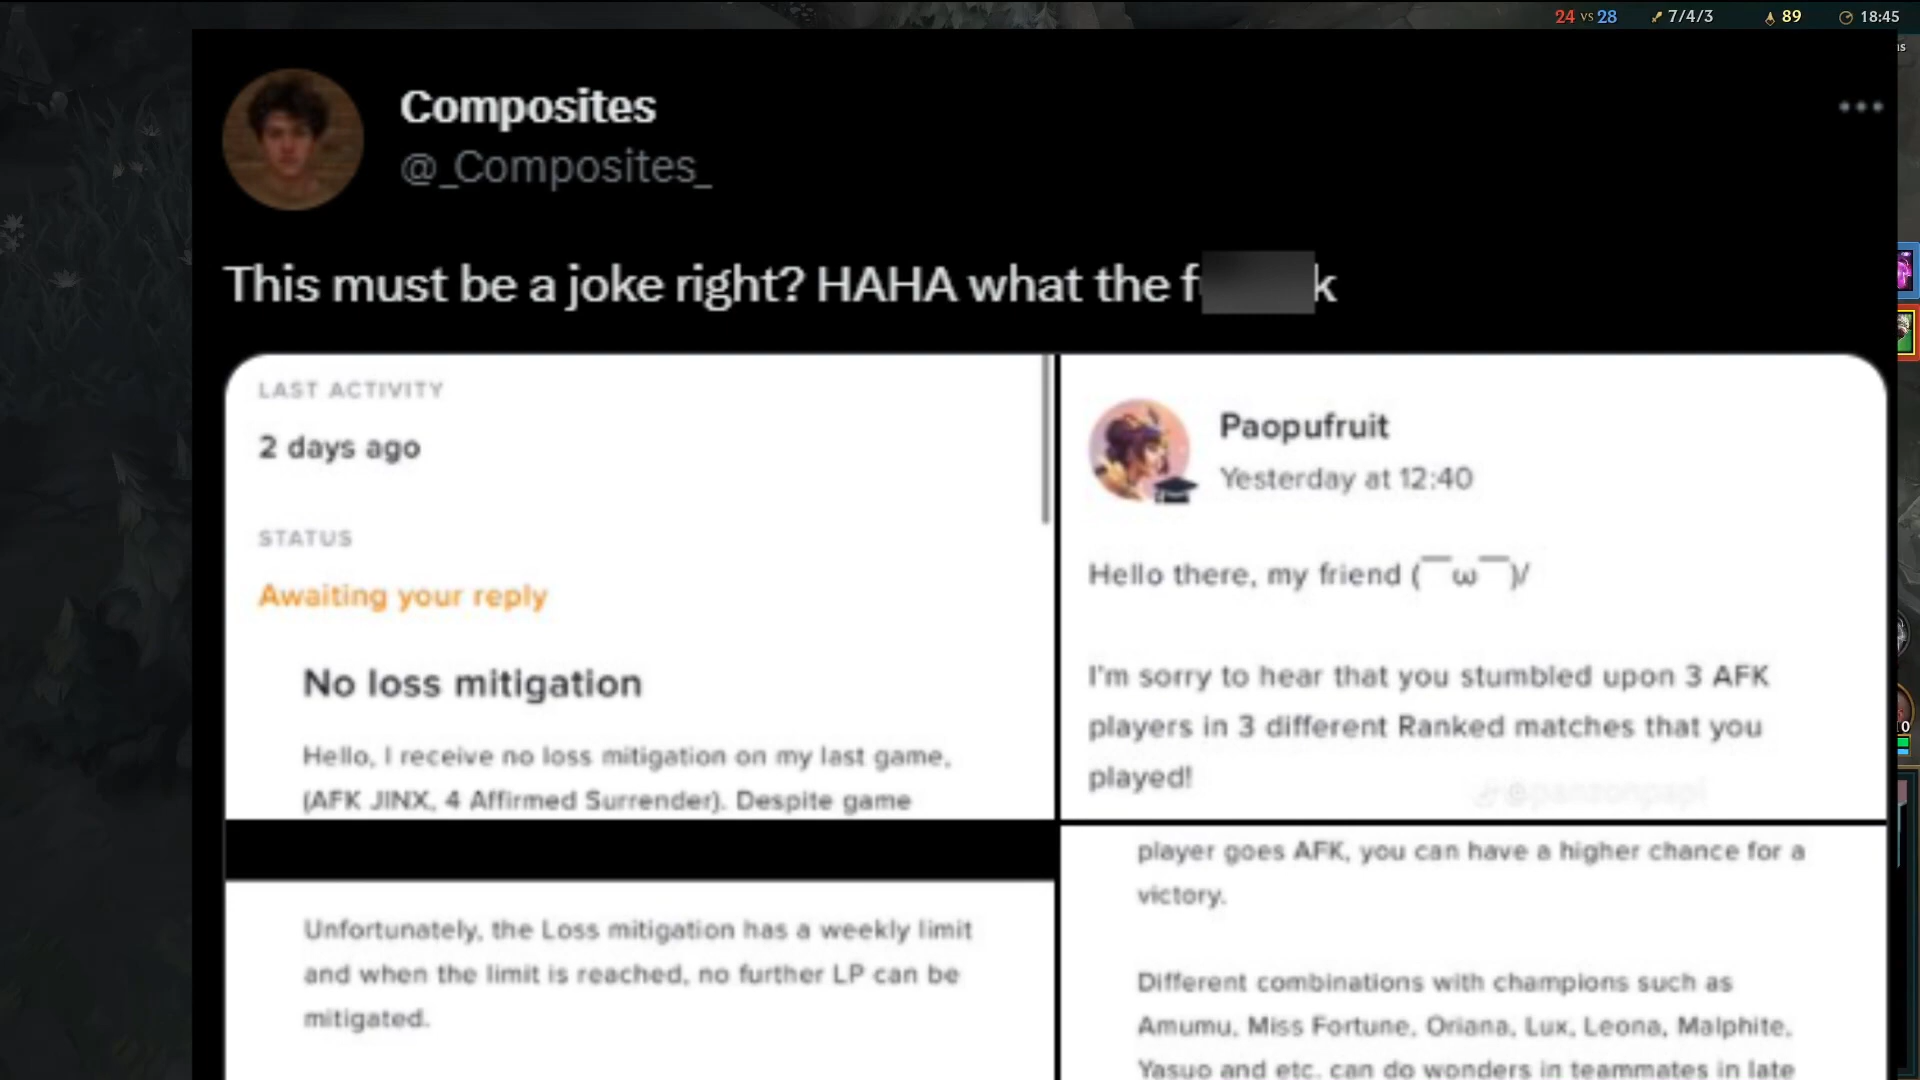 24 vs 28 7/4/3 89 18:45
Composites
@_Composites_
This must be a joke right? HAHA what the f k
LAST ACTIVITY
2 days ago
STATUS
Awaiting your reply
No loss mitigation
Hello, I receive no loss mitigation on my last game,
(AFK JINX, 4 Affirmed Surrender). Despite game
Paopufruit
Yesterday at 12:40
Hello there, my friend (¯ω¯)/
I'm sorry to hear that you stumbled upon 3 AFK
players in 3 different Ranked matches that you
played!
Unfortunately, the Loss mitigation has a weekly limit
and when the limit is reached, no further LP can be
mitigated.
player goes AFK, you can have a higher chance for a
victory.
Different combinations with champions such as
Amumu, Miss Fortune, Oriana, Lux, Leona, Malphite,
Yasuo and etc. can do wonders in teammates in late